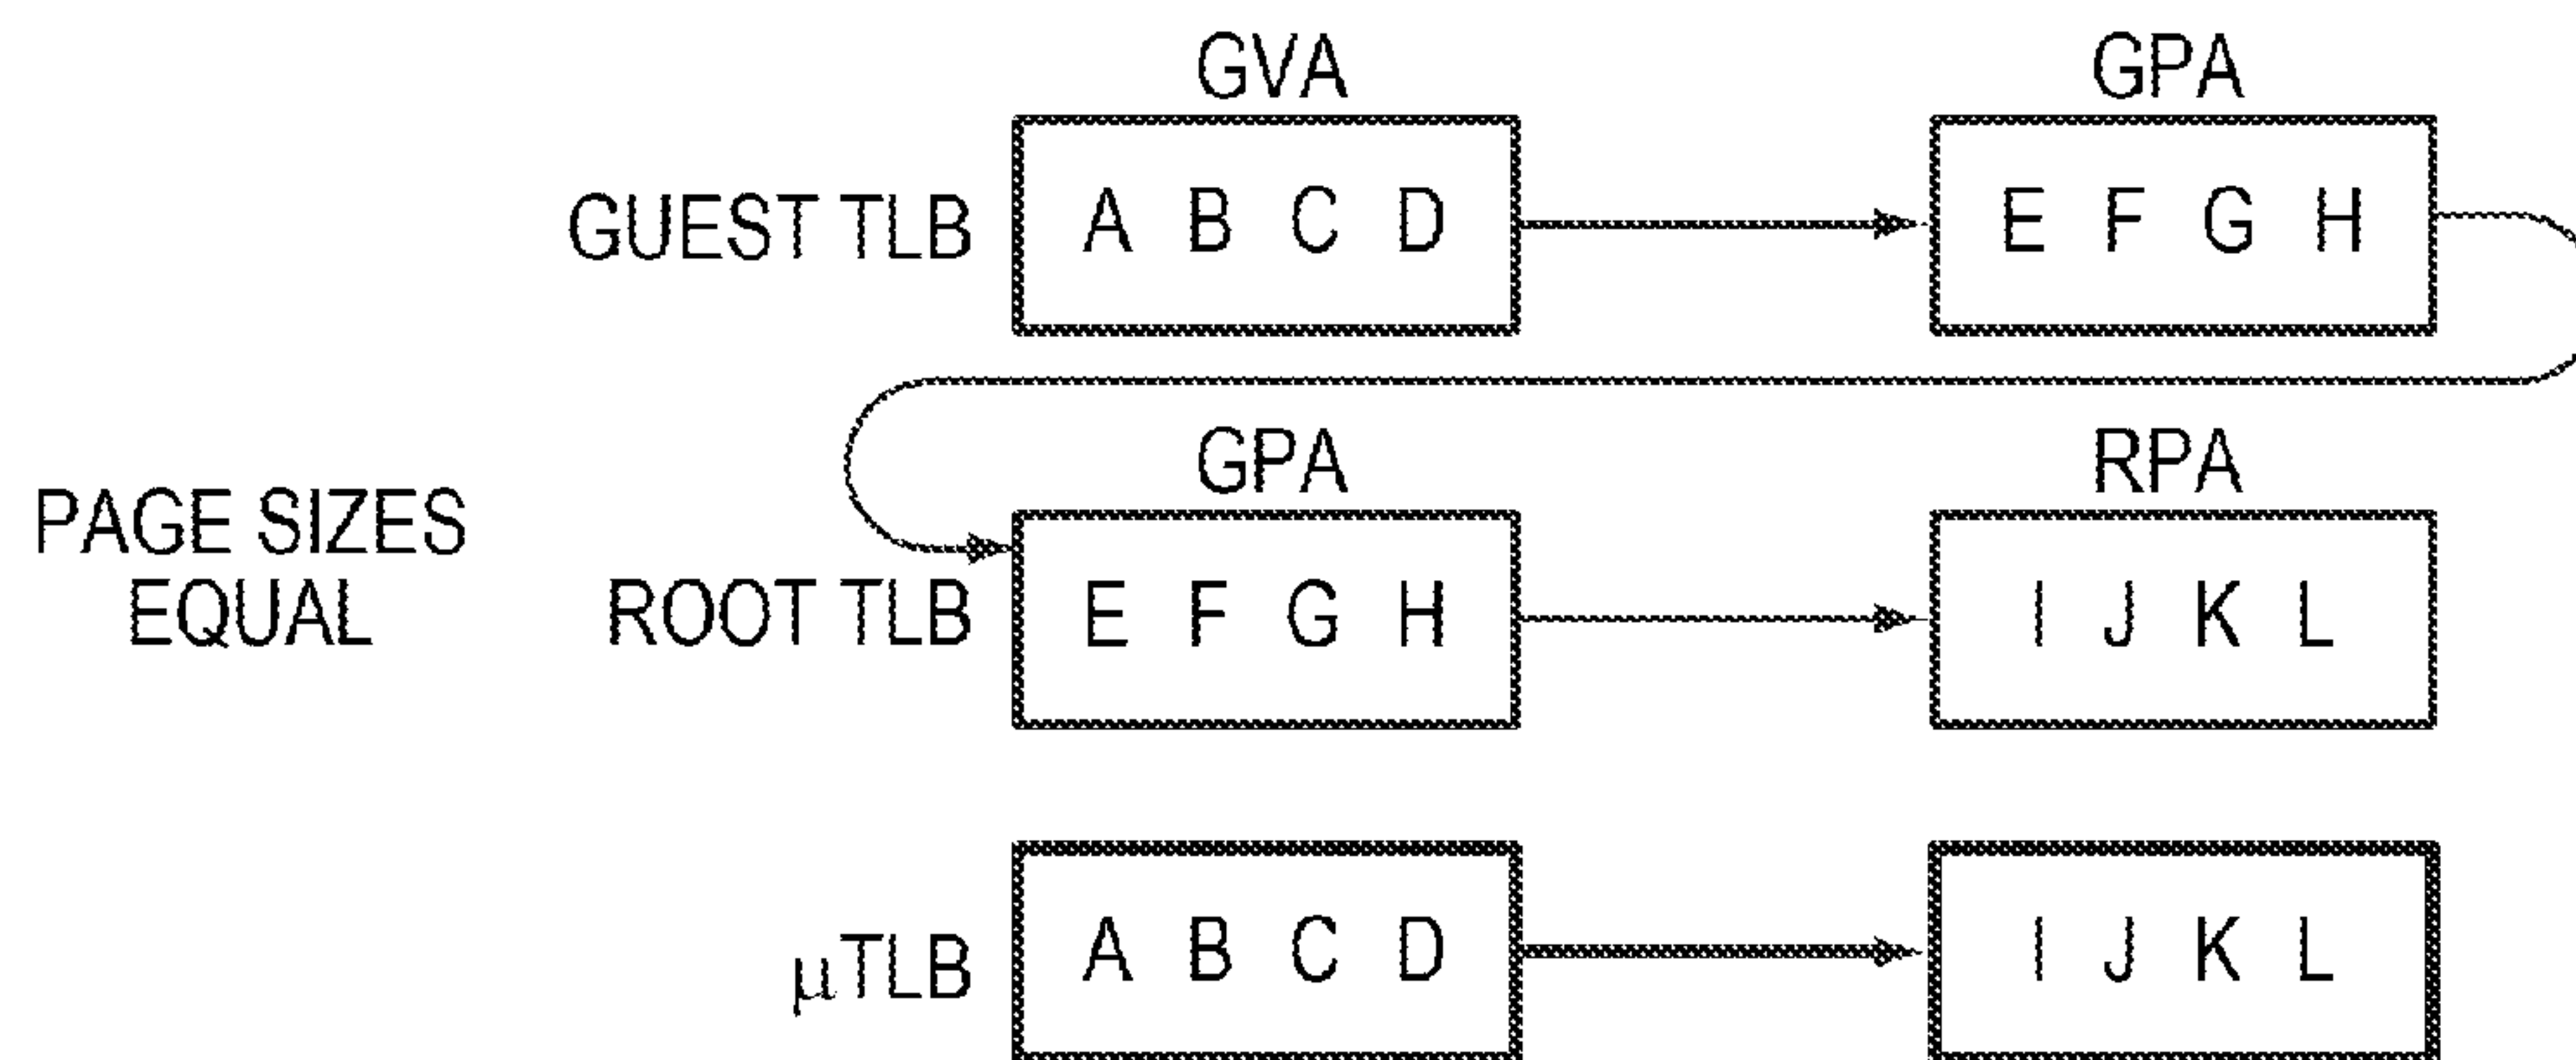 GVA GPA
GUEST TLB A B C D E F G H
GPA RPA
PAGE SIZES
EQUAL
ROOT TLB E F G H I J K L
μTLB A B C D I J K L